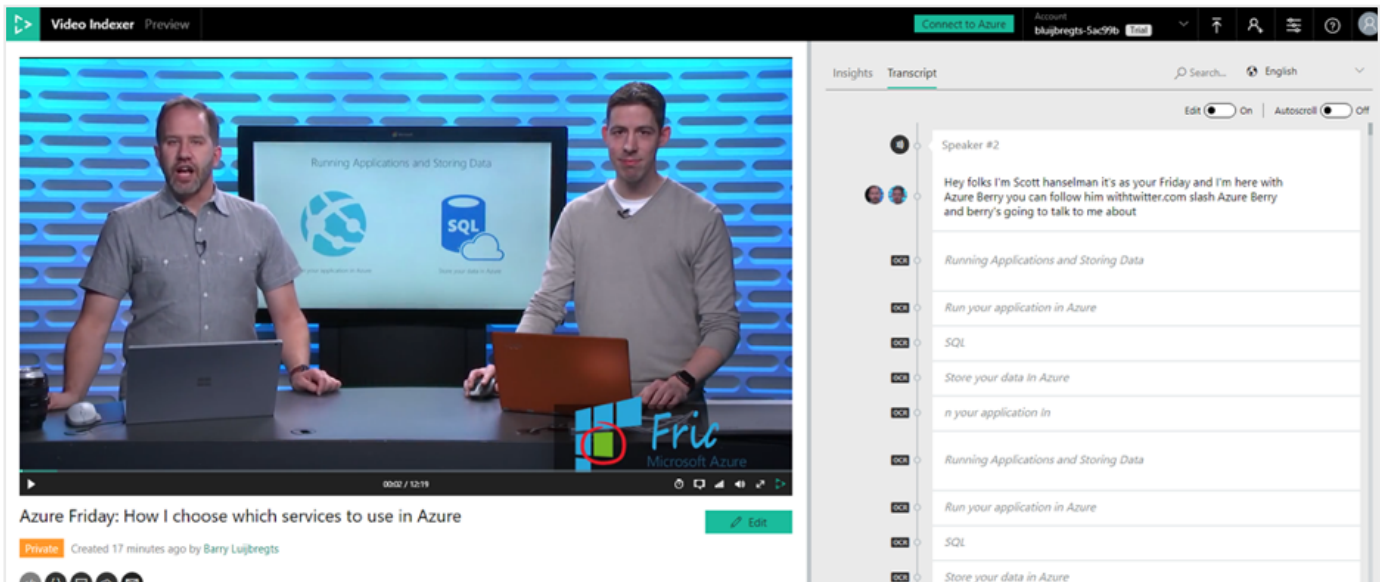 Video Indexer Preview
Connect to Azure
Account
bluijbregts-5ac99b Trial
Running Applications and Storing Data
SQL
your application in Azure
Store your data in Azure
Fric
Microsoft Azure
00:02 / 12:19
Azure Friday: How I choose which services to use in Azure
Edit
Private Created 17 minutes ago by Barry Luijbregts
Insights Transcript
Search... English
Edit On Autoscroll Off
Speaker #2
Hey folks I'm Scott hanselman it's as your Friday and I'm here with
Azure Berry you can follow him withtwitter.com slash Azure Berry
and berry's going to talk to me about
OCR Running Applications and Storing Data
OCR Run your application in Azure
OCR SQL
OCR Store your data In Azure
OCR n your application in
OCR Running Applications and Storing Data
OCR Run your application in Azure
OCR SQL
OCR Store your data in Azure